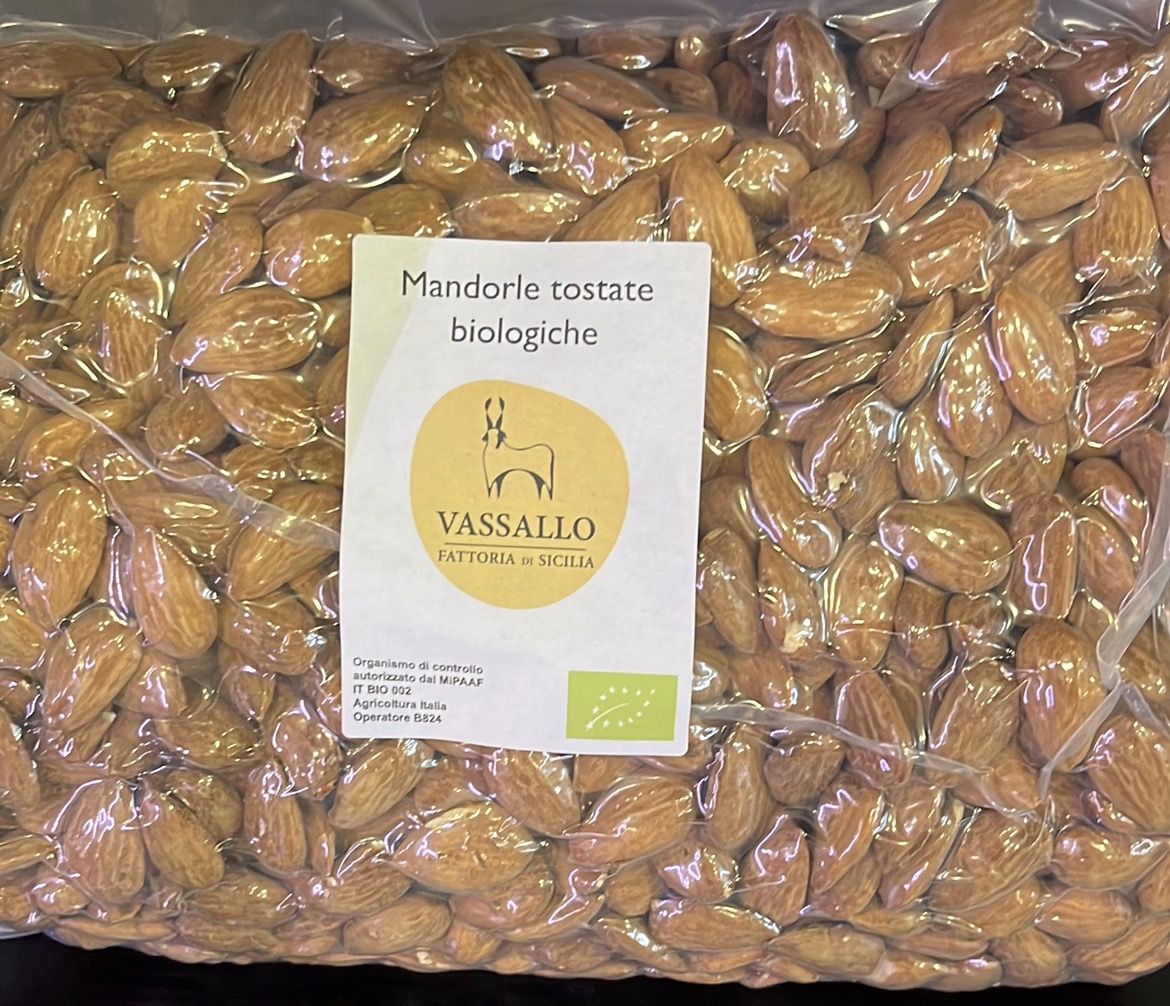 Mandorle tostate
biologiche
VASSALLO
FATTORIA DI SICILIA
Organismo di controllo
autorizzato dal MiPAAF
IT BIO 002
Agricoltura Italia
Operatore B824